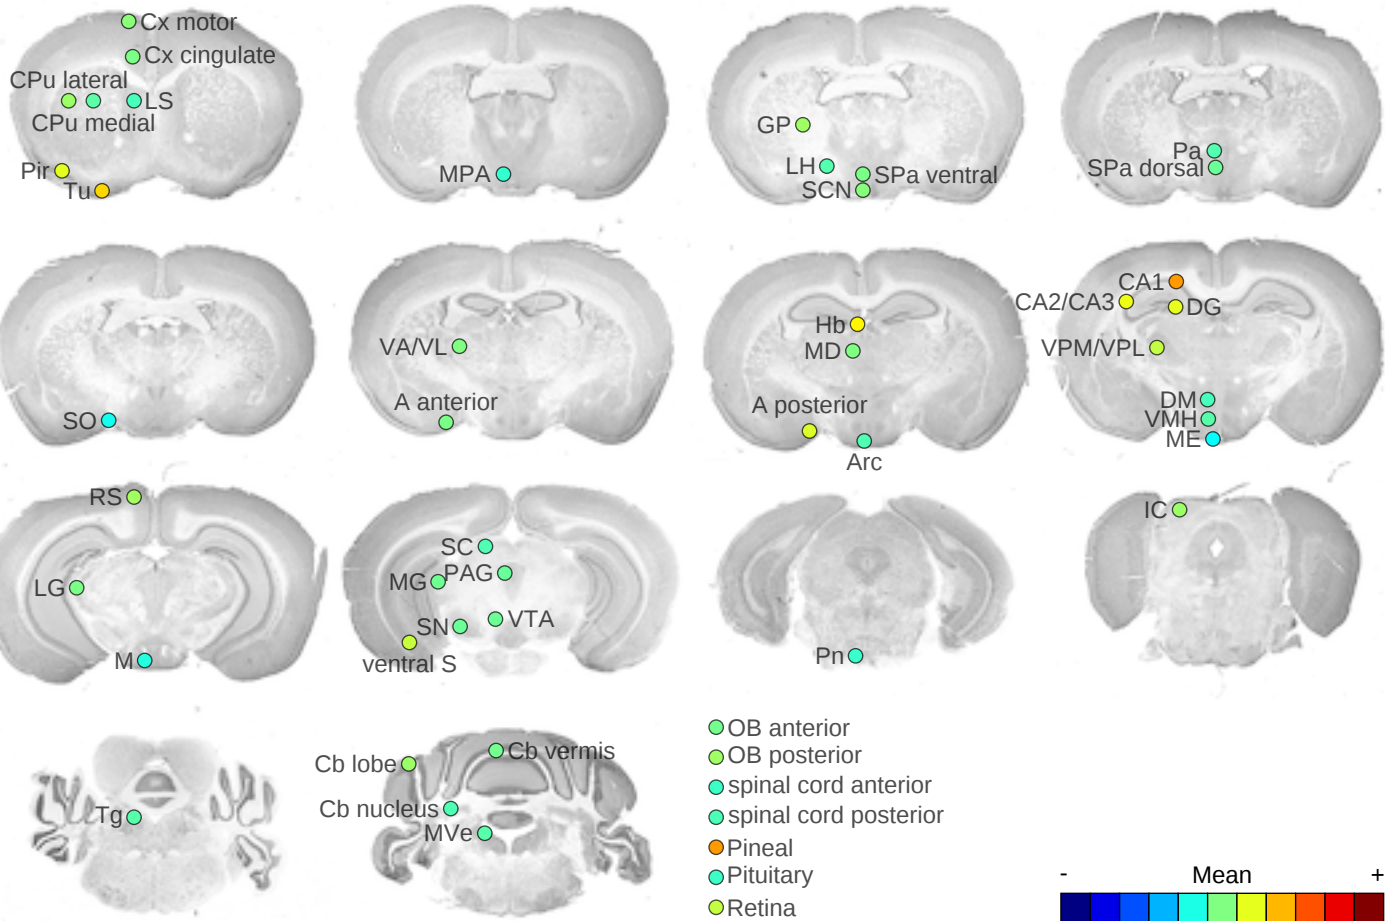 Cx motor
Cx cingulate
CPu lateral
LS
CPu medial
Pir
Tu
MPA
GP
LH
SPa ventral
SCN
Pa
SPa dorsal
SO
VA/VL
A anterior
Hb
MD
A posterior
Arc
CA1
CA2/CA3
DG
VPM/VPL
DM
VMH
ME
RS
LG
M
SC
PAG
MG
VTA
SN
ventral S
Pn
IC
Tg
Cb vermis
Cb lobe
Cb nucleus
MVe
OB anterior
OB posterior
spinal cord anterior
spinal cord posterior
Pineal
Pituitary
Retina
- Mean +